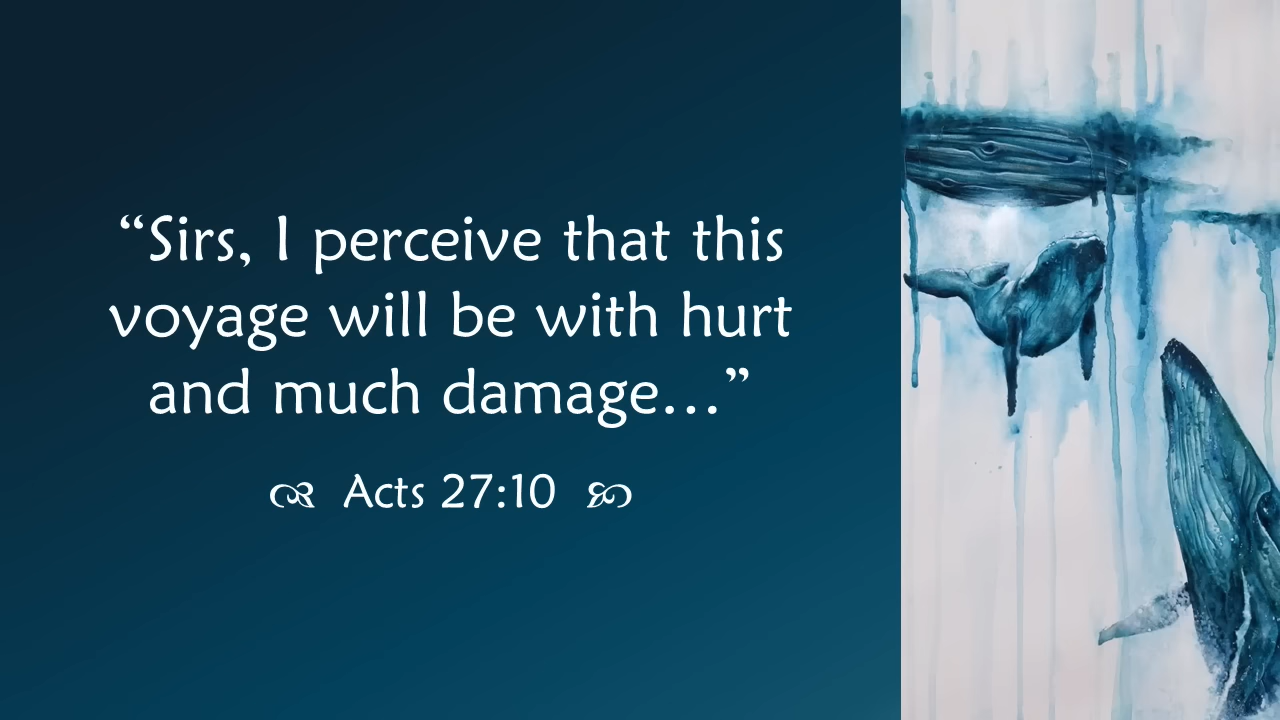 “Sirs, I perceive that this
voyage will be with hurt
and much damage…”
Acts 27:10